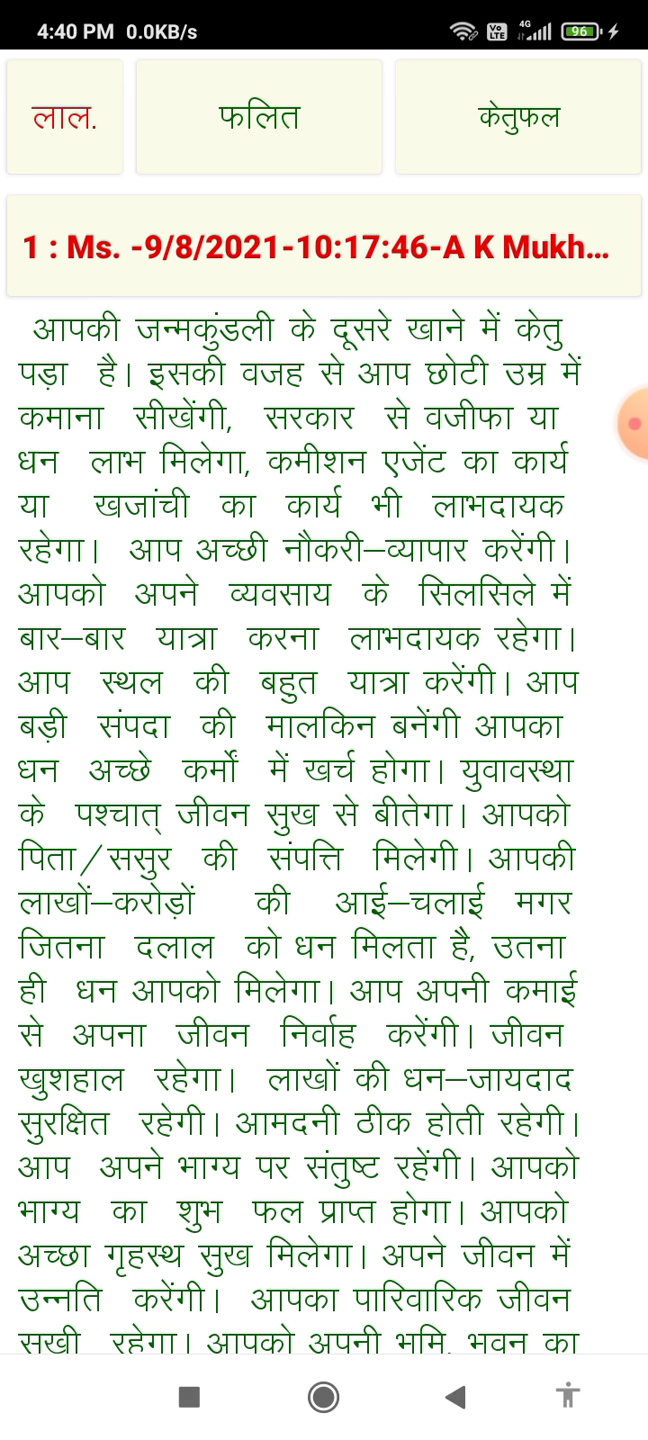 4:40 PM 0.0KB/s
Vo LTE 4G 96
लाल. फलित केतुफल
1 : Ms. -9/8/2021-10:17:46-A K Mukh...
आपकी जन्मकुंडली के दूसरे खाने में केतु
पड़ा है। इसकी वजह से आप छोटी उम्र में
कमाना सीखेंगी, सरकार से वजीफा या
धन लाभ मिलेगा, कमीशन एजेंट का कार्य
या खजांची का कार्य भी लाभदायक
रहेगा। आप अच्छी नौकरी–व्यापार करेंगी।
आपको अपने व्यवसाय के सिलसिले में
बार–बार यात्रा करना लाभदायक रहेगा।
आप स्थल की बहुत यात्रा करेंगी। आप
बड़ी संपदा की मालकिन बनेंगी आपका
धन अच्छे कर्मों में खर्च होगा। युवावस्था
के पश्चात् जीवन सुख से बीतेगा। आपको
पिता/ससुर की संपत्ति मिलेगी। आपकी
लाखों–करोड़ों की आई–चलाई मगर
जितना दलाल को धन मिलता है, उतना
ही धन आपको मिलेगा। आप अपनी कमाई
से अपना जीवन निर्वाह करेंगी। जीवन
खुशहाल रहेगा। लाखों की धन–जायदाद
सुरक्षित रहेगी। आमदनी ठीक होती रहेगी।
आप अपने भाग्य पर संतुष्ट रहेंगी। आपको
भाग्य का शुभ फल प्राप्त होगा। आपको
अच्छा गृहस्थ सुख मिलेगा। अपने जीवन में
उन्नति करेंगी। आपका पारिवारिक जीवन
सुखी रहेगा। आपको अपनी भूमि, भवन का